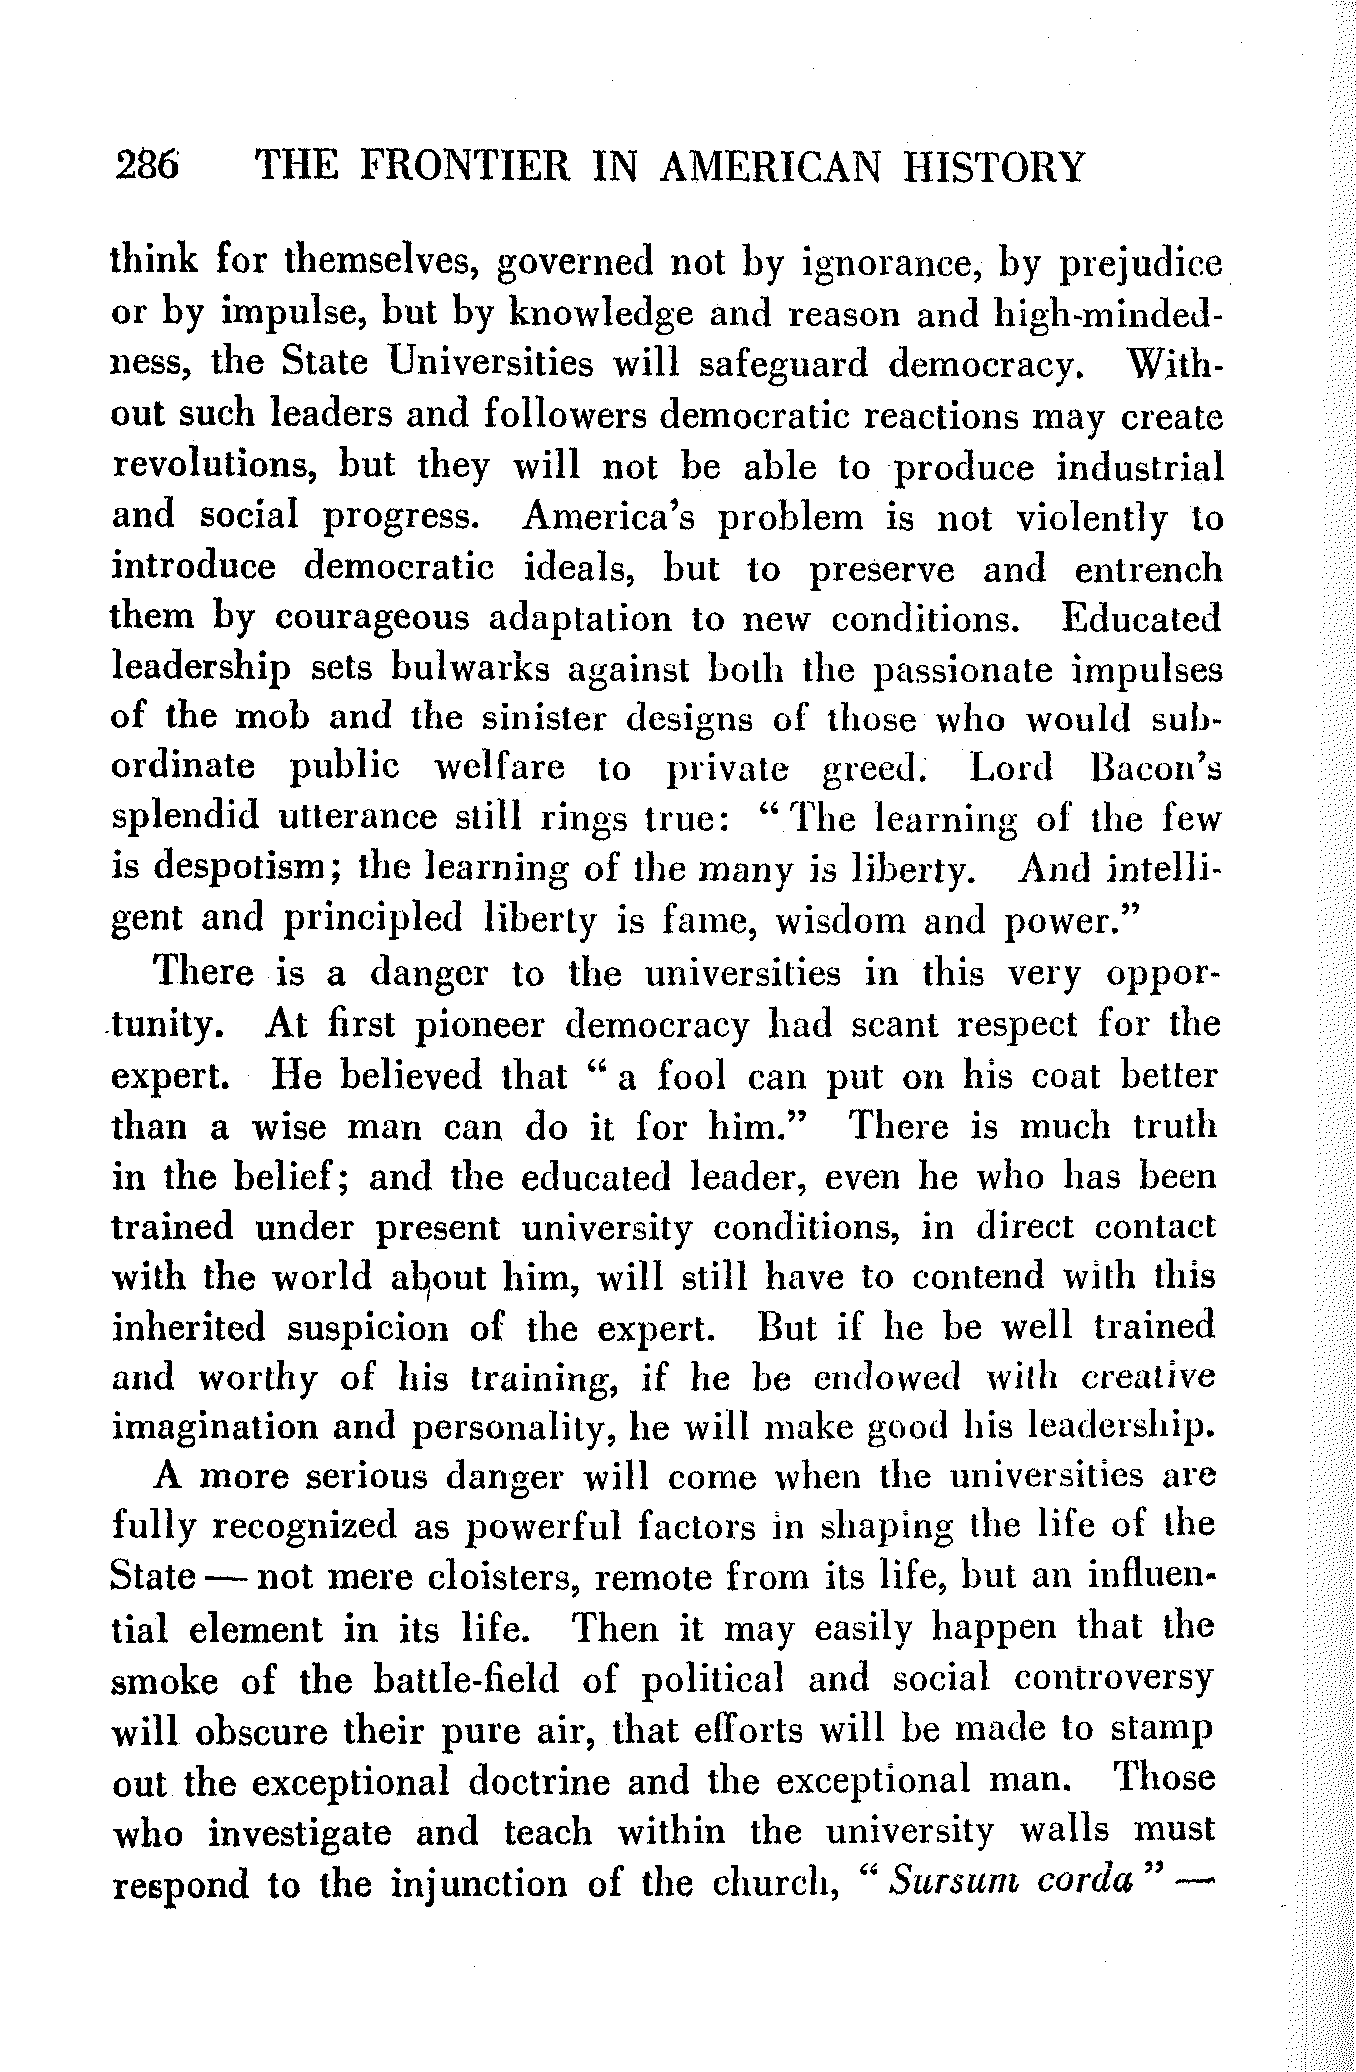 286 THE FRONTIER IN AMERICAN HISTORY
think for themselves, governed not by ignorance, by prejudice
or by impulse, but by knowledge and reason and high-minded-
ness, the State Universities will safeguard democracy. With-
out such leaders and followers democratic reactions may create
revolutions, but they will not be able to produce industrial
and social progress. America's problem is not violently to
introduce democratic ideals, but to preserve and entrench
them by courageous adaptation to new conditions. Educated
leadership sets bulwarks against both the passionate impulses
of the mob and the sinister designs of those who would sub-
ordinate public welfare to private greed. Lord Bacon's
splendid utterance still rings true: " The learning of the few
is despotism; the learning of the many is liberty. And intelli-
gent and principled liberty is fame, wisdom and power."
There is a danger to the universities in this very oppor-
tunity. At first pioneer democracy had scant respect for the
expert. He believed that " a fool can put on his coat better
than a wise man can do it for him." There is much truth
in the belief; and the educated leader, even he who has been
trained under present university conditions, in direct contact
with the world about him, will still have to contend with this
inherited suspicion of the expert. But if he be well trained
and worthy of his training, if he be endowed with creative
imagination and personality, he will make good his leadership.
A more serious danger will come when the universities are
fully recognized as powerful factors in shaping the life of the
State — not mere cloisters, remote from its life, but an influen-
tial element in its life. Then it may easily happen that the
smoke of the battle-field of political and social controversy
will obscure their pure air, that efforts will be made to stamp
out the exceptional doctrine and the exceptional man. Those
who investigate and teach within the university walls must
respond to the injunction of the church, " Sursum corda " —